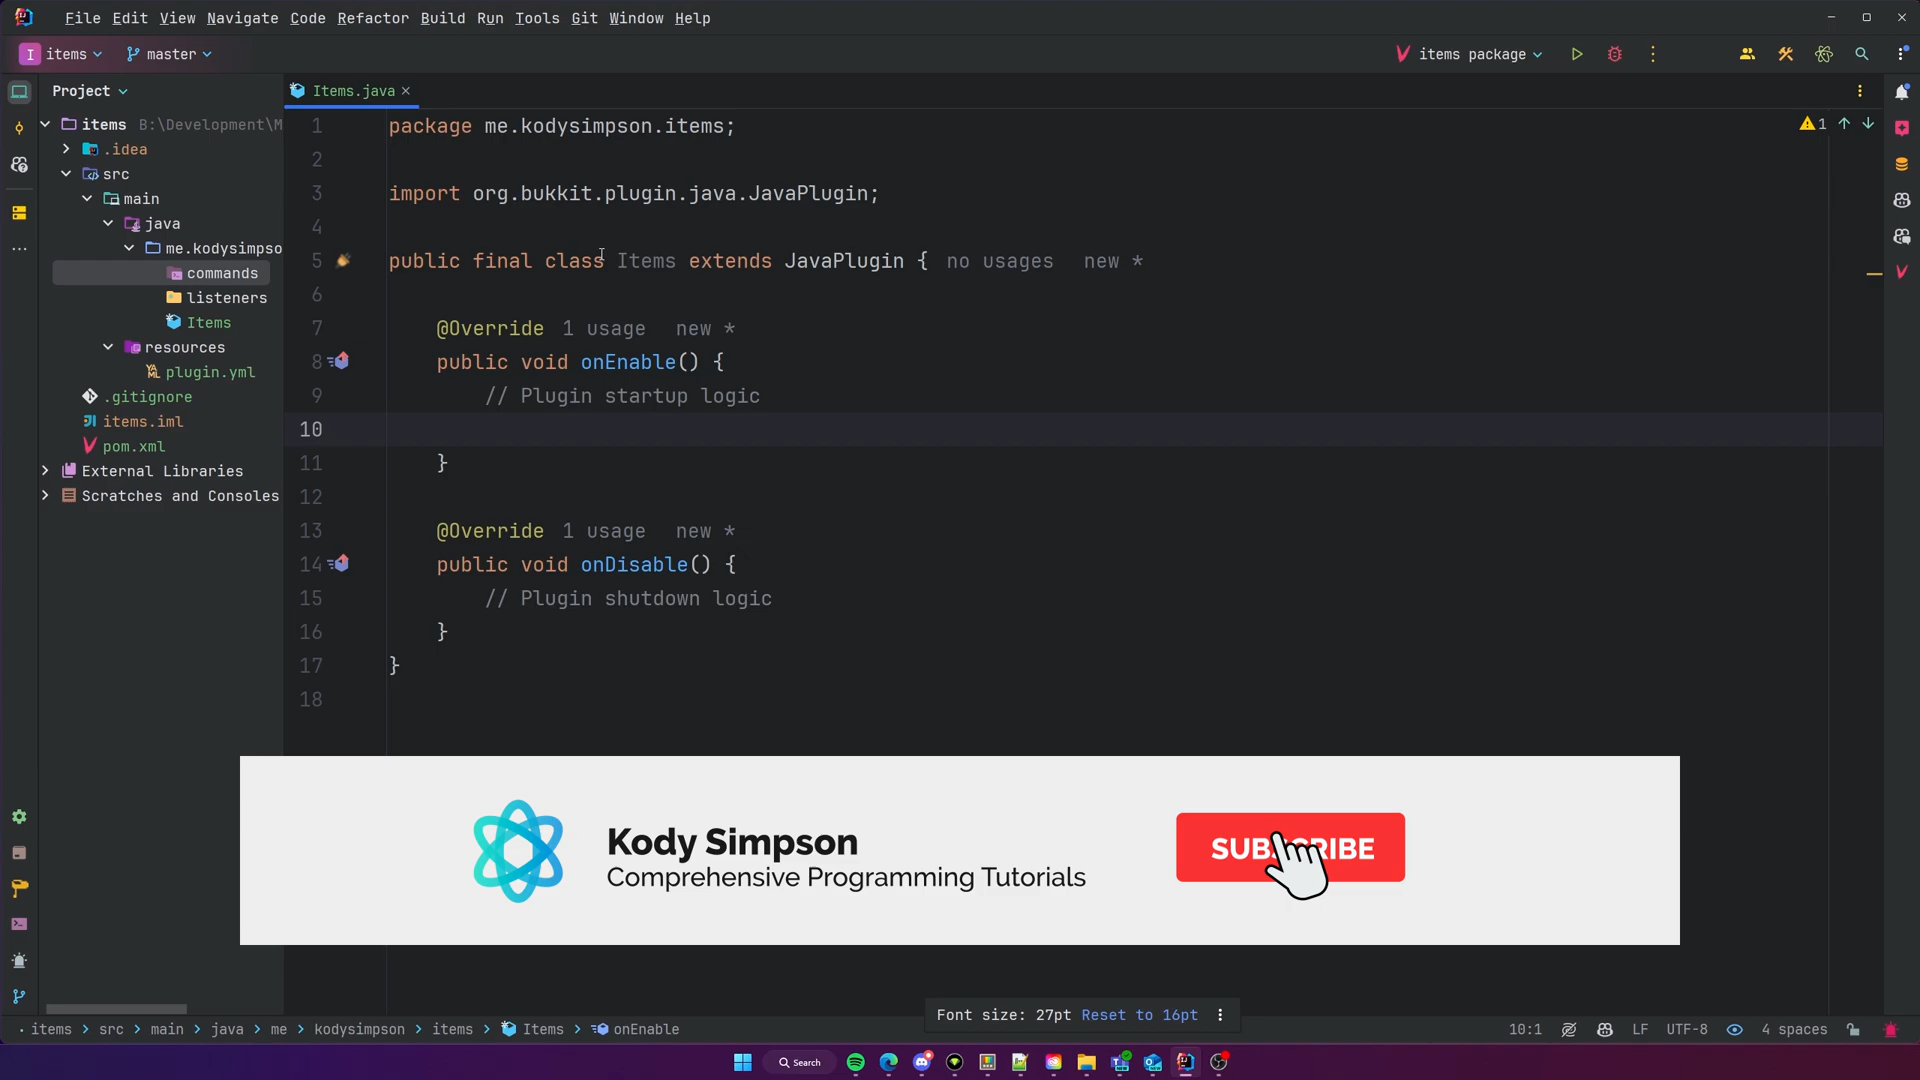 File Edit View Navigate Code Refactor Build Run Tools Git Window Help
I items master items package
Project
Items.java
items B:\Development\M
.idea
src
main
java
me.kodysimpso
commands
listeners
Items
resources
plugin.yml
.gitignore
items.iml
pom.xml
External Libraries
Scratches and Consoles
1
1 package me.kodysimpson.items;
2
3 import org.bukkit.plugin.java.JavaPlugin;
4
5 public final class Items extends JavaPlugin { no usages new *
6
7 @Override 1 usage new *
8 public void onEnable() {
9 // Plugin startup logic
10
11 }
12
13 @Override 1 usage new *
14 public void onDisable() {
15 // Plugin shutdown logic
16 }
17 }
18
Kody Simpson
Comprehensive Programming Tutorials
SUBSCRIBE
Font size: 27pt Reset to 16pt
items > src > main > java > me > kodysimpson > items > Items > onEnable
10:1 LF UTF-8 4 spaces
Search